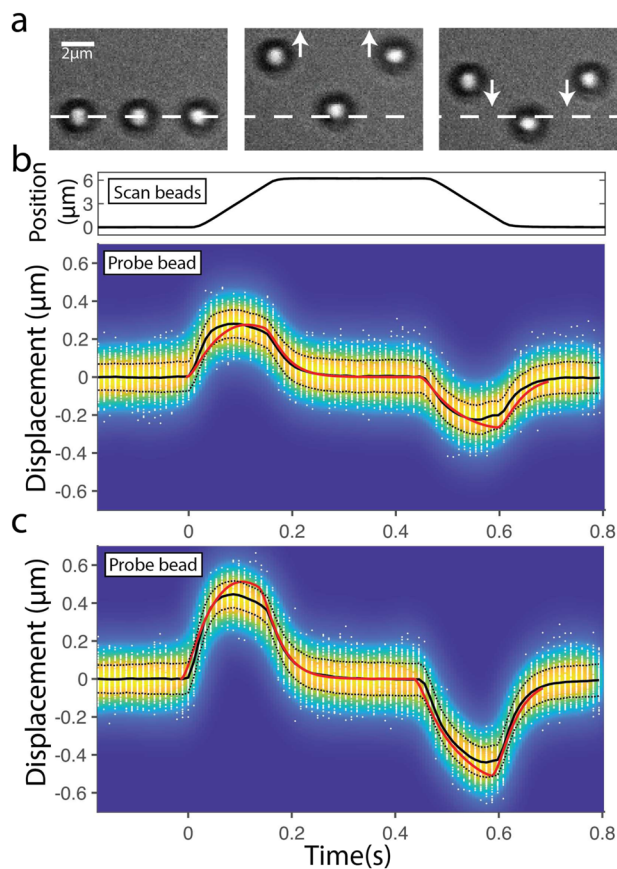 a
2μm
b
Position
(μm)
6
3
0
Scan beads
Probe bead
Displacement (μm)
0.6
0.4
0.2
0
-0.2
-0.4
-0.6
0 0.2 0.4 0.6 0.8
c
Probe bead
Displacement (μm)
0.6
0.4
0.2
0
-0.2
-0.4
-0.6
0 0.2 0.4 0.6 0.8
Time(s)